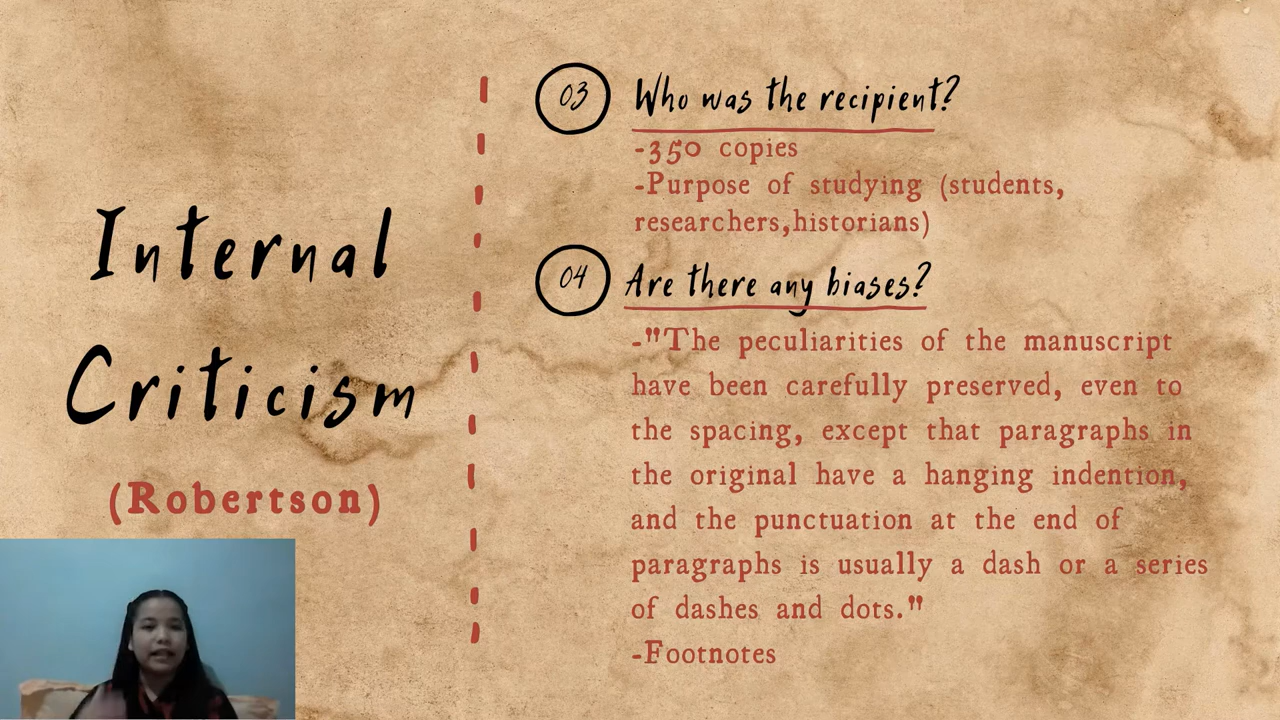 Internal
Criticism
(Robertson)
03
Who was the recipient?
-350 copies
-Purpose of studying (students,
researchers,historians)
04
Are there any biases?
-"The peculiarities of the manuscript
have been carefully preserved, even to
the spacing, except that paragraphs in
the original have a hanging indention,
and the punctuation at the end of
paragraphs is usually a dash or a series
of dashes and dots."
-Footnotes